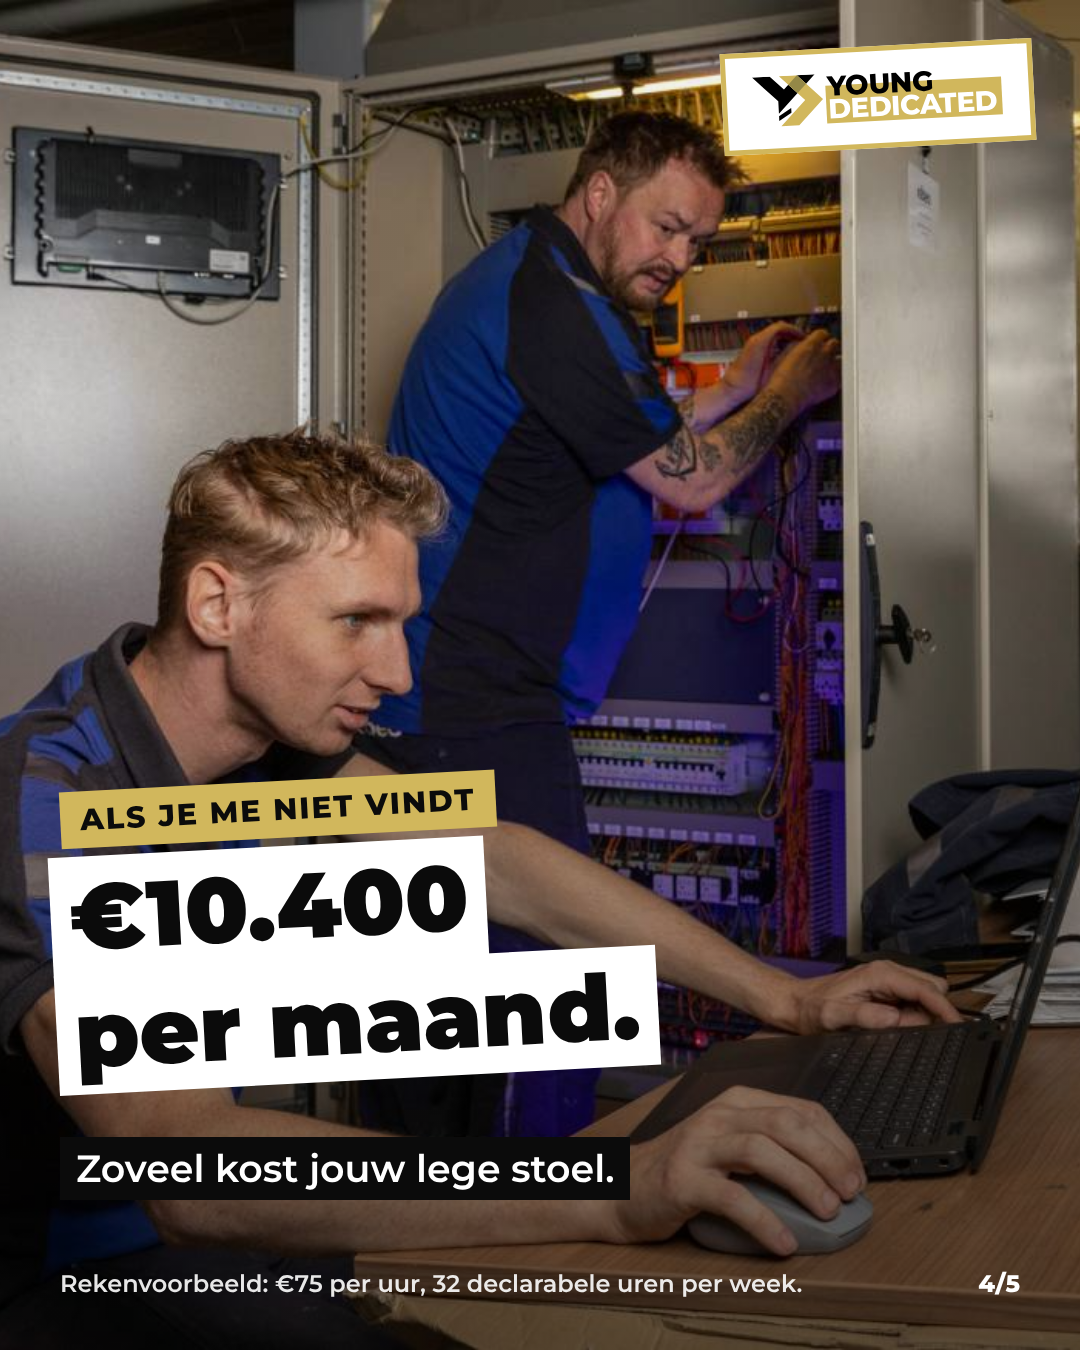 YOUNG
DEDICATED
ALS JE ME NIET VINDT
€10.400
per maand.
Zoveel kost jouw lege stoel.
Rekenvoorbeeld: €75 per uur, 32 declarabele uren per week.
4/5